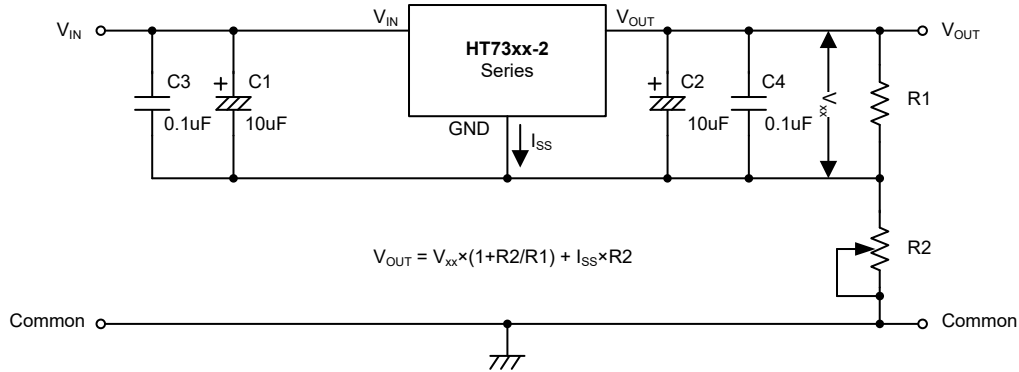 V_IN
V_IN
HT73xx-2
Series
V_OUT
V_OUT
C3
0.1uF
C1
10uF
GND
I_SS
C2
10uF
C4
0.1uF
V_xx
R1
V_OUT = V_xx×(1+R2/R1) + I_SS×R2
R2
Common
Common